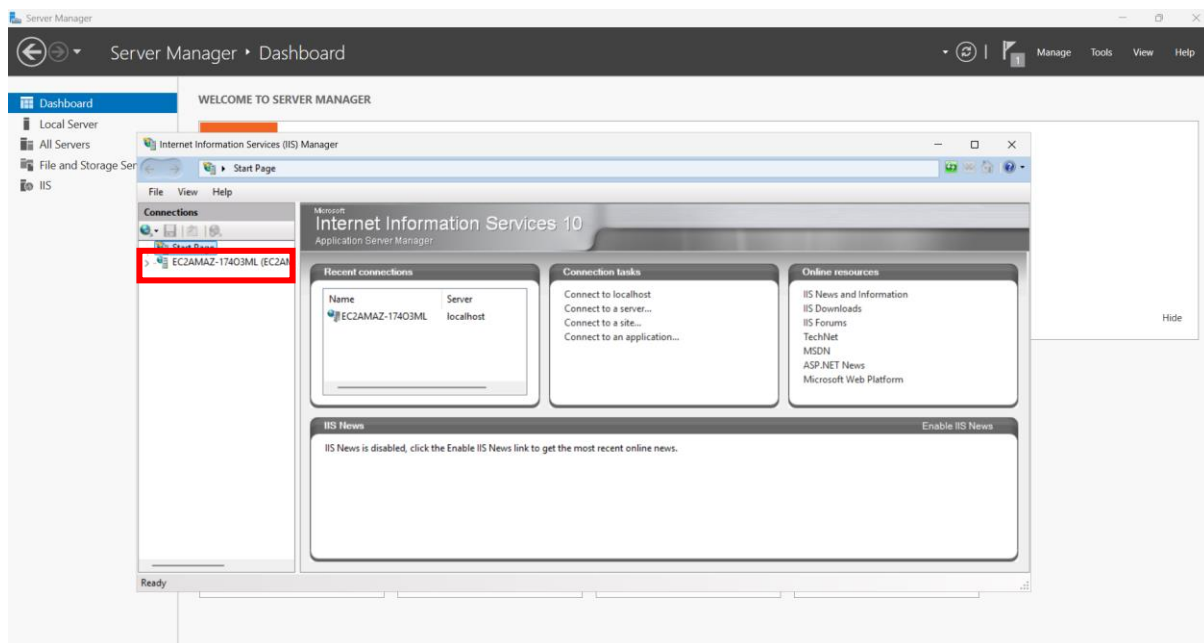 Server Manager
Server Manager • Dashboard
1
Manage Tools View Help
Dashboard
Local Server
All Servers
File and Storage Ser
IIS
WELCOME TO SERVER MANAGER
Hide
Internet Information Services (IIS) Manager
Start Page
File View Help
Connections
Start Page
EC2AMAZ-174O3ML (EC2AM
Microsoft
Internet Information Services 10
Application Server Manager
Recent connections
Name Server
EC2AMAZ-174O3ML localhost
Connection tasks
Connect to localhost
Connect to a server...
Connect to a site...
Connect to an application...
Online resources
IIS News and Information
IIS Downloads
IIS Forums
TechNet
MSDN
ASP.NET News
Microsoft Web Platform
IIS News Enable IIS News
IIS News is disabled, click the Enable IIS News link to get the most recent online news.
Ready